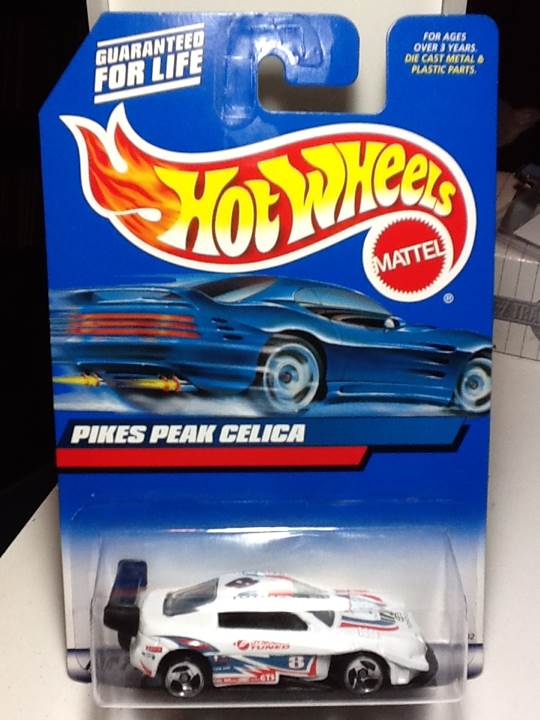 GUARANTEED
FOR LIFE
FOR AGES
OVER 3 YEARS.
DIE CAST METAL &
PLASTIC PARTS.
HOT WHEELS
MATTEL
®
PIKES PEAK CELICA
TUNED
8
GTS